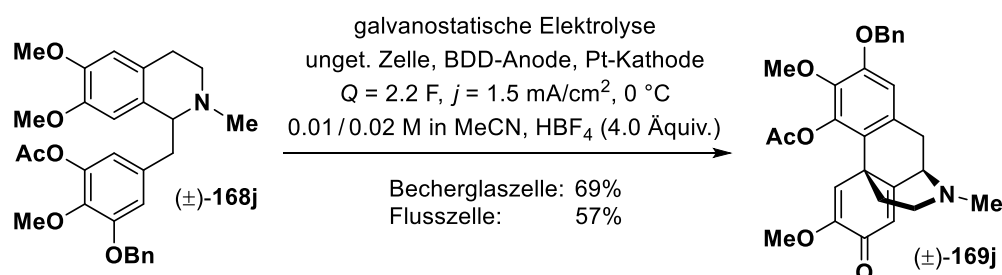 galvanostatische Elektrolyse
unget. Zelle, BDD-Anode, Pt-Kathode
Q = 2.2 F, j = 1.5 mA/cm², 0 °C
0.01 / 0.02 M in MeCN, HBF₄ (4.0 Äquiv.)
Becherglaszelle: 69%
Flusszelle: 57%
MeO
MeO
N
Me
AcO
MeO
OBn
(±)-168j
OBn
MeO
AcO
N
Me
MeO
O
(±)-169j